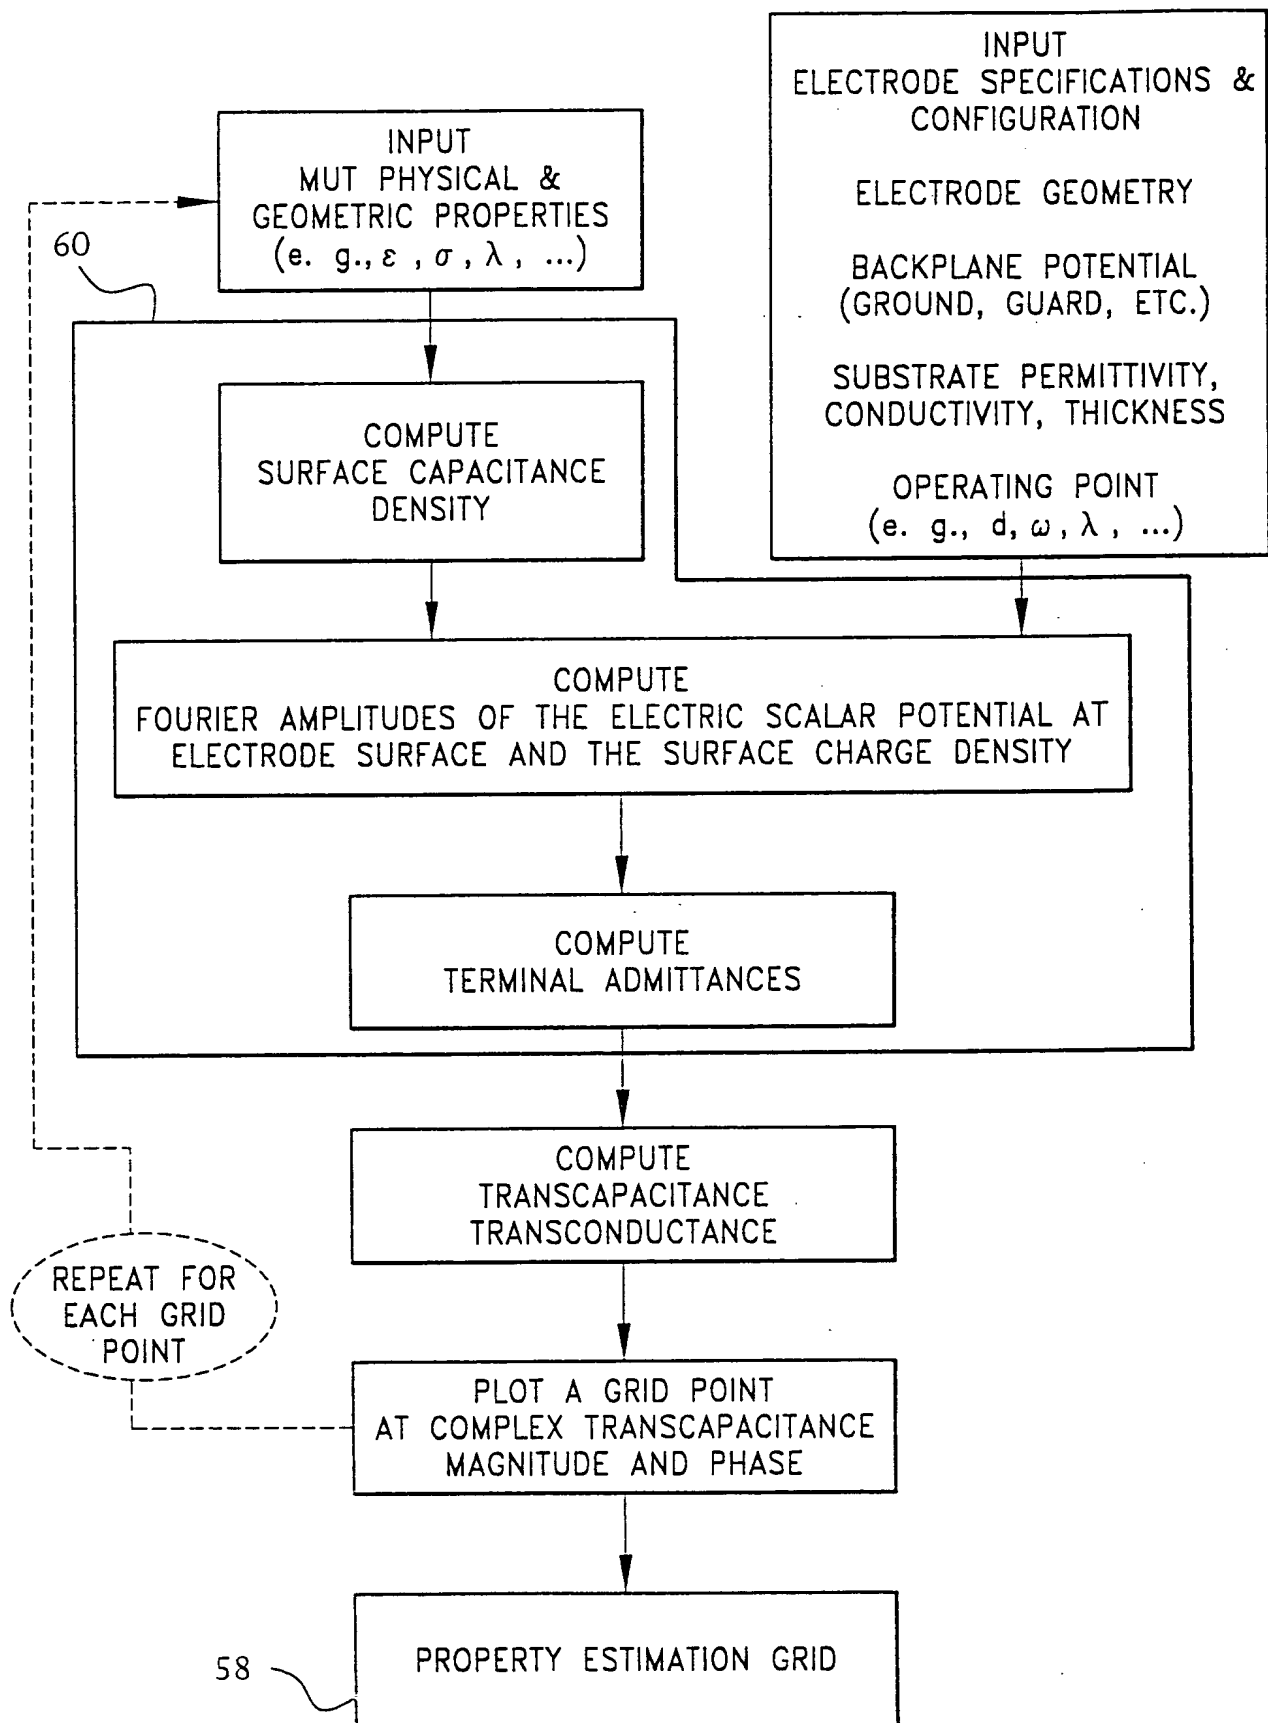 INPUT
ELECTRODE SPECIFICATIONS &
CONFIGURATION
ELECTRODE GEOMETRY
BACKPLANE POTENTIAL
(GROUND, GUARD, ETC.)
SUBSTRATE PERMITTIVITY,
CONDUCTIVITY, THICKNESS
OPERATING POINT
(e. g., d, ω, λ, ...)
INPUT
MUT PHYSICAL &
GEOMETRIC PROPERTIES
(e. g., ε, σ, λ, ...)
60
COMPUTE
SURFACE CAPACITANCE
DENSITY
COMPUTE
FOURIER AMPLITUDES OF THE ELECTRIC SCALAR POTENTIAL AT
ELECTRODE SURFACE AND THE SURFACE CHARGE DENSITY
COMPUTE
TERMINAL ADMITTANCES
COMPUTE
TRANSCAPACITANCE
TRANSCONDUCTANCE
REPEAT FOR
EACH GRID
POINT
PLOT A GRID POINT
AT COMPLEX TRANSCAPACITANCE
MAGNITUDE AND PHASE
PROPERTY ESTIMATION GRID
58